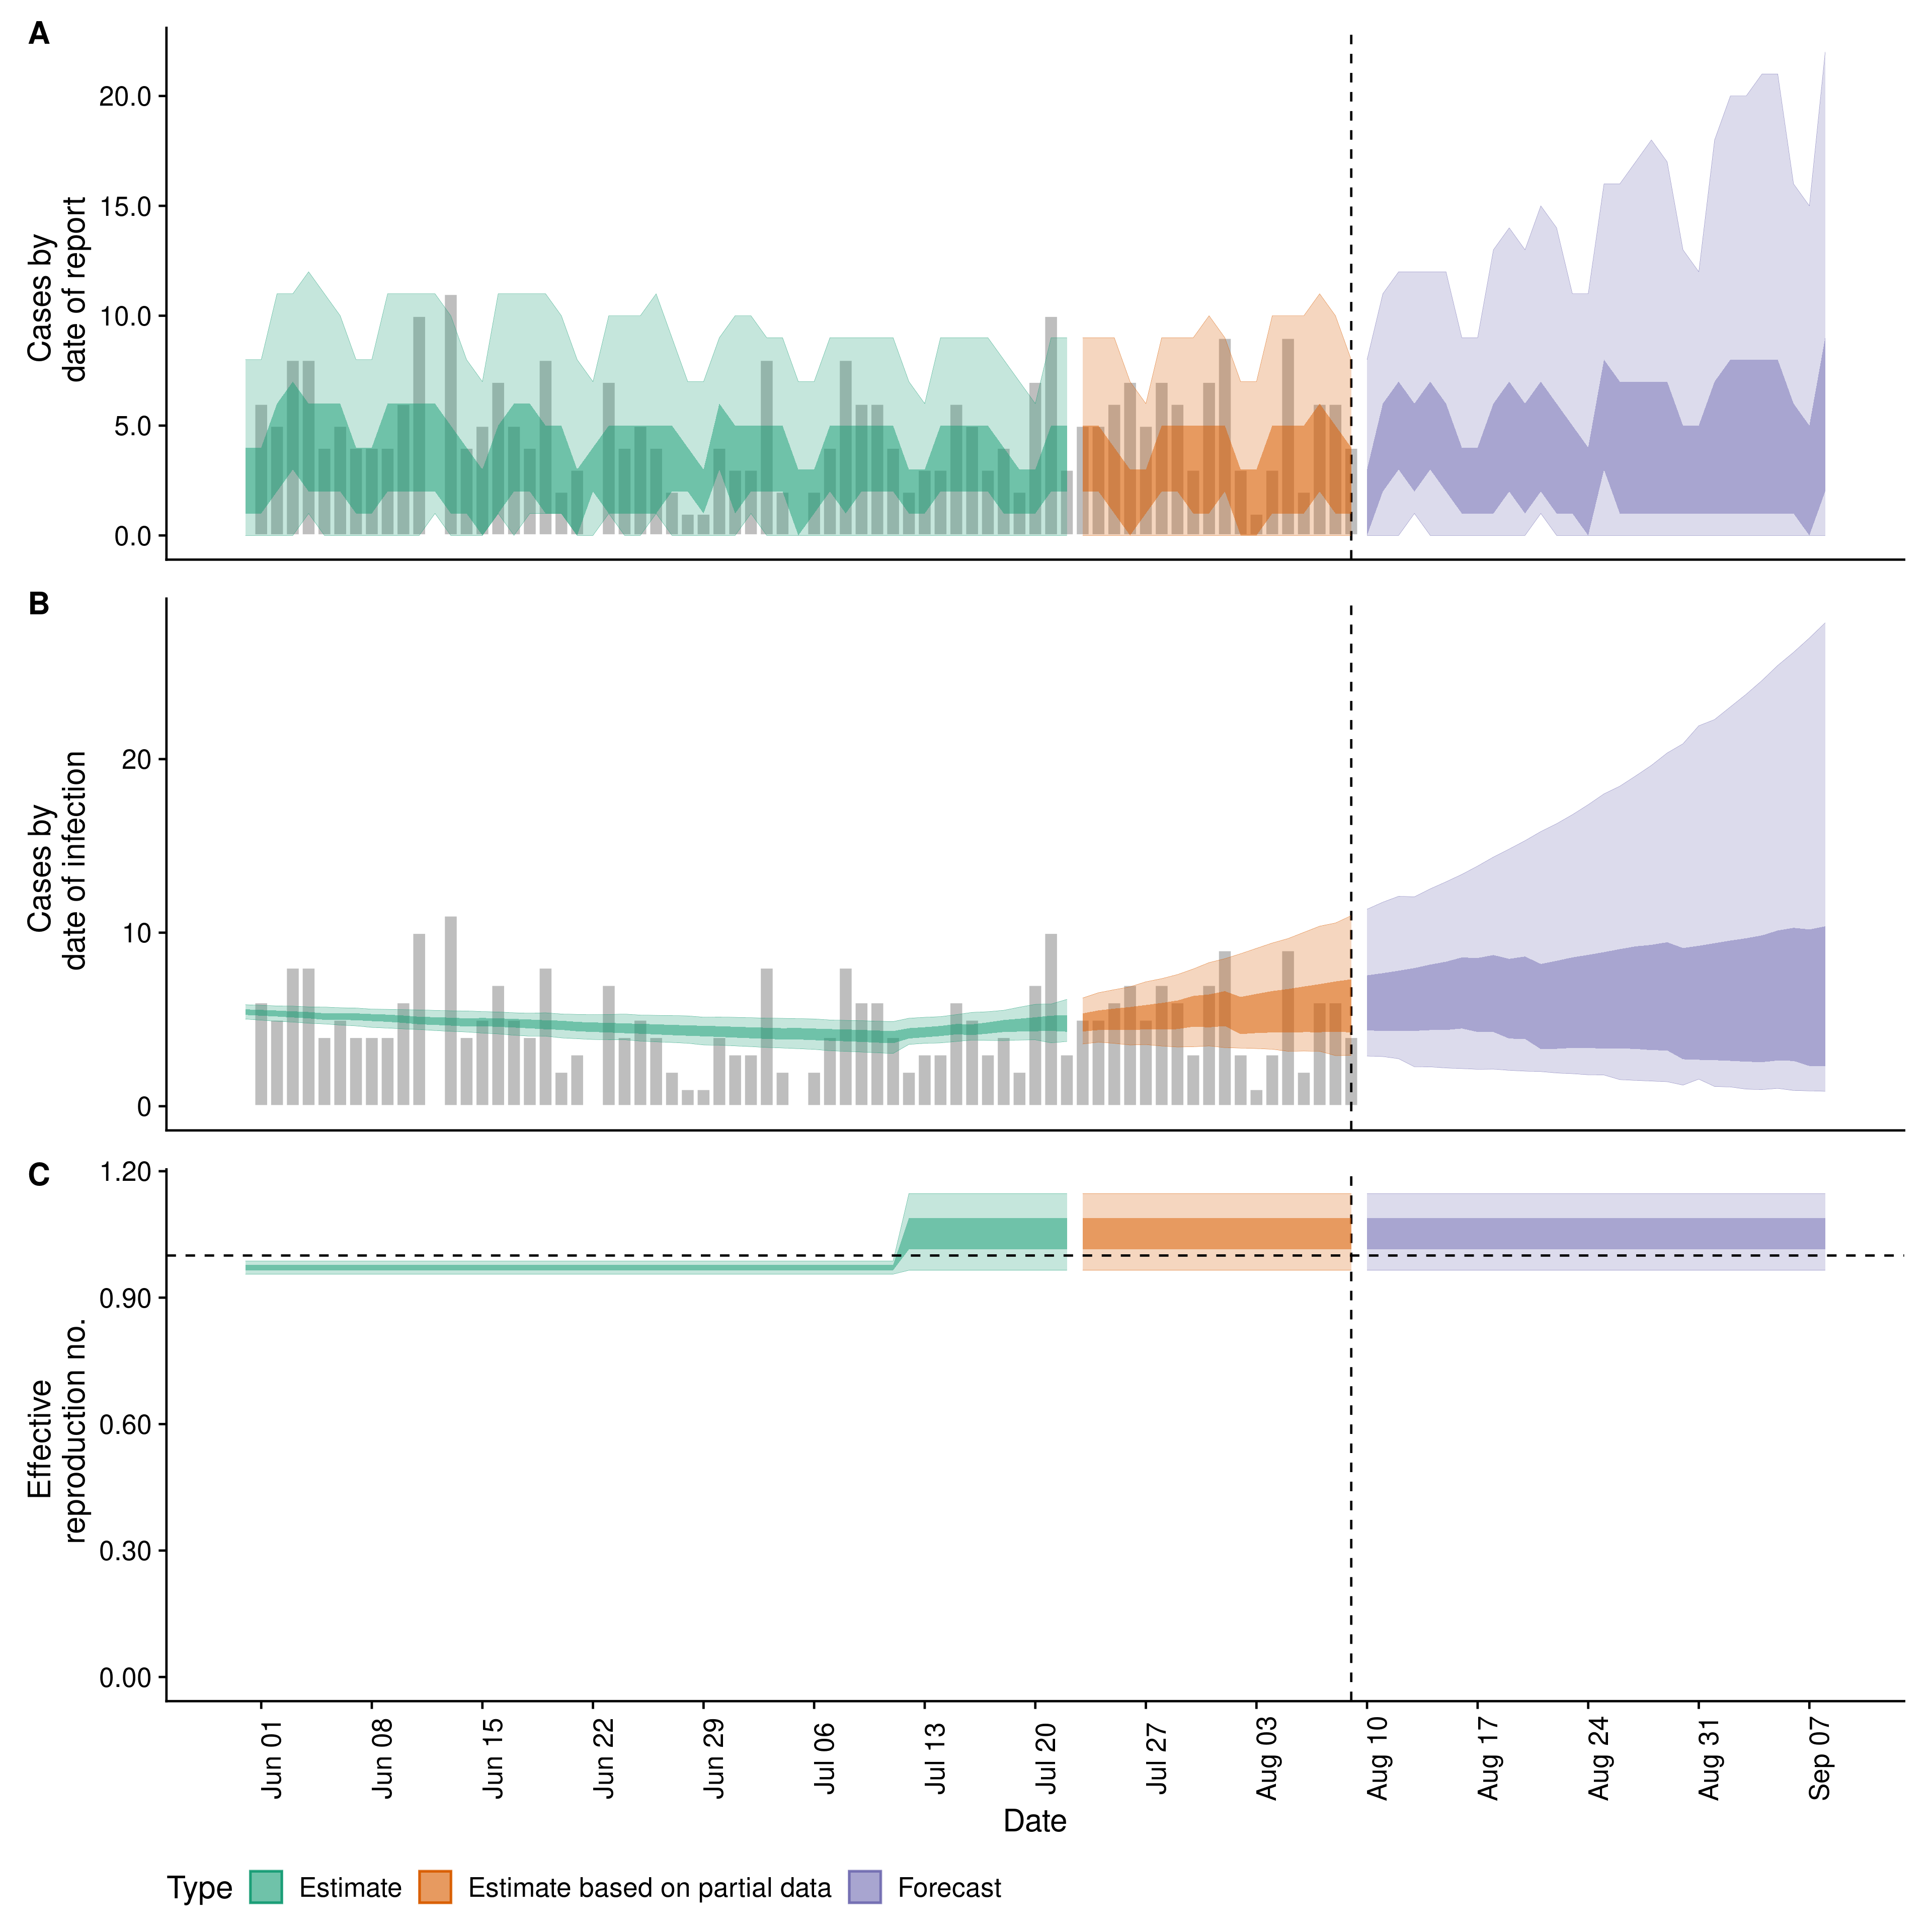 A
Cases by
date of report
20.0
15.0
10.0
5.0
0.0
B
Cases by
date of infection
20
10
0
C
Effective
reproduction no.
1.20
0.90
0.60
0.30
0.00
Jun 01
Jun 08
Jun 15
Jun 22
Jun 29
Jul 06
Jul 13
Jul 20
Jul 27
Aug 03
Aug 10
Aug 17
Aug 24
Aug 31
Sep 07
Date
Type Estimate Estimate based on partial data Forecast